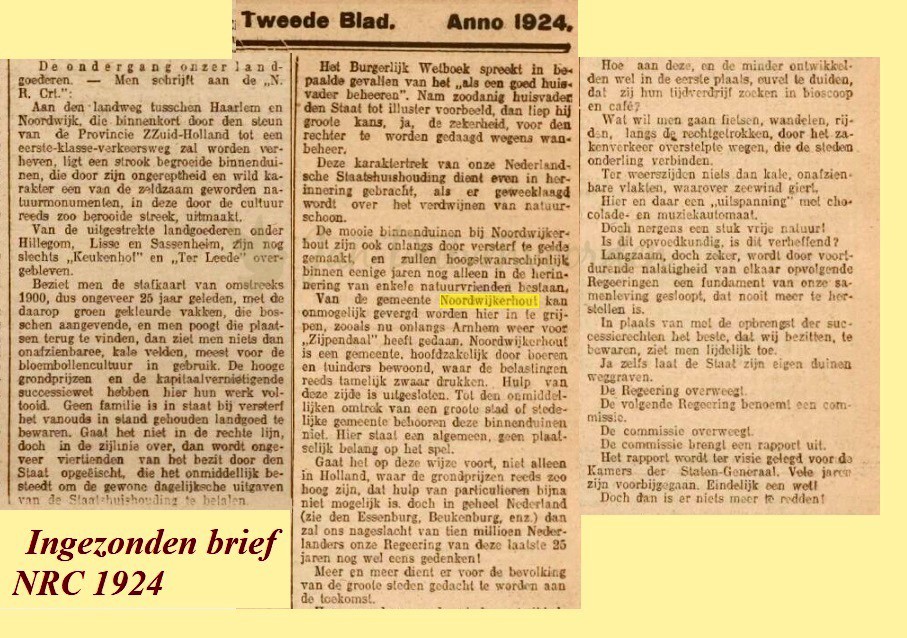 Tweede Blad. Anno 1924.
De ondergang onzer land-
goederen. — Men schrijft aan de „N.
R. Crt.":
Aan den landweg tusschen Haarlem en
Noordwijk, die binnenkort door den steun
van de Provincie ZZuid-Holland tot een
eerste-klasse-verkeersweg zal worden ver-
heven, ligt een strook begroeide binnendui-
nen, die door zijn ongereptheid en wild ka-
rakter een van de zeldzaam geworden na-
tuurmonumenten, in deze door de cultuur
reeds zoo berooide streek, uitmaakt.
Van de uitgestrekte landgoederen onder
Hillegom, Lisse en Sassenheim, zijn nog
slechts „Keukenhof" en „Ter Leede" over-
gebleven.
Beziet men de stafkaart van omstreeks
1900, dus ongeveer 25 jaar geleden, met de
daarop groen gekleurde vakken, die bos-
schen aangevende, en men poogt die plaat-
sen terug te vinden, dan ziet men niets dan
onafzienbaree, kale velden, meest voor de
bloembollencultuur in gebruik. De hooge
grondprijzen en de kapitaalvernietigende
successiewet hebben hier hun werk vol-
tooid. Geen familie is in staat bij versterf
het vanouds in stand gehouden landgoed te
bewaren. Gaat het niet in de rechte lijn,
doch in de zijlinie over, dan wordt onge-
veer viertienden van het bezit door den
Staat opgeëischt, die het onmiddellijk be-
steedt om de gewone dagelijksche uitgaven
van de Staatshuishouding te betalen.
Het Burgerlijk Wetboek spreekt in be-
paalde gevallen van het „als een goed huis-
vader beheeren". Nam zoodanig huisvader
den Staat tot illuster voorbeeld, dan liep hij
groote kans, ja, de zekerheid, voor den
rechter te worden gedaagd wegens wan-
beheer.
Deze karaktertrek van onze Nederland-
sche Staatshuishouding dient even in her-
innering gebracht, als er geweeklaagd
wordt over het verdwijnen van natuur-
schoon.
De mooie binnenduinen bij Noordwijker-
hout zijn ook onlangs door versterf te gelde
gemaakt, en zullen hoogstwaarschijnlijk
binnen eenige jaren nog alleen in de herin-
nering van enkele natuurvrienden bestaan,
Van de gemeente Noordwijkerhout kan
onmogelijk gevergd worden hier in te grij-
pen, zooals nu onlangs Arnhem weer voor
„Zijpendaal" heeft gedaan. Noordwijkerhout
is een gemeente, hoofdzakelijk door boeren
en tuinders bewoond, waar de belastingen
reeds tamelijk zwaar drukken. Hulp van
deze zijde is uitgesloten. Tot den onmiddel-
lijken omtrek van een groote stad of stede-
lijke gemeente behooren deze binnenduinen
niet. Hier staat een algemeen, geen plaat-
selijk belang op het spel.
Gaat het op deze wijze voort, niet alleen
in Holland, waar de grondprijzen reeds zoo
hoog zijn, dat hulp van particulieren bijna
niet mogelijk is, doch in geheel Nederland
(zie den Essenburg, Beukenburg, enz.) dan
zal ons nageslacht van tien millioen Neder-
landers onze Regeering van deze laatste 25
jaren nog wel eens gedenken!
Meer en meer dient er voor de bevolking
van de groote steden gedacht te worden aan
de toekomst.
Hoe aan deze, en de minder ontwikkel-
den wel in de eerste plaats, euvel te duiden,
dat zij hun tijdverdrijf zoeken in bioscoop
en café?
Wat wil men gaan fietsen, wandelen, rij-
den, langs de rechtgetrokken, door het za-
kenverkeer overstelpte wegen, die de steden
onderling verbinden.
Ter weerszijden niets dan kale, onafzien-
bare vlakten, waarover zeewind giert.
Hier en daar een „uitspanning" met cho-
colade- en muziekautomaat.
Doch nergens een stuk vrije natuur!
Is dit opvoedkundig, is dit verheffend?
Langzaam, doch zeker, wordt door voort-
durende nalatigheid van elkaar opvolgende
Regeeringen een fundament van onze sa-
menleving gesloopt, dat nooit meer te her-
stellen is.
In plaats van met de opbrengst der suc-
cessierechten het beste, dat wij bezitten, te
bewaren, ziet men lijdelijk toe.
Ja zelfs laat de Staat zijn eigen duinen
weggraven.
De Regeering overweegt.
De volgende Regeering benoemt een com-
missie.
De commissie overweegt.
De commissie brengt een rapport uit.
Het rapport wordt ter visie gelegd voor de
Kamers der Staten-Generaal. Vele jaren
zijn voorbijgegaan. Eindelijk een wet!
Doch dan is er niets meer te redden!
Ingezonden brief
NRC 1924